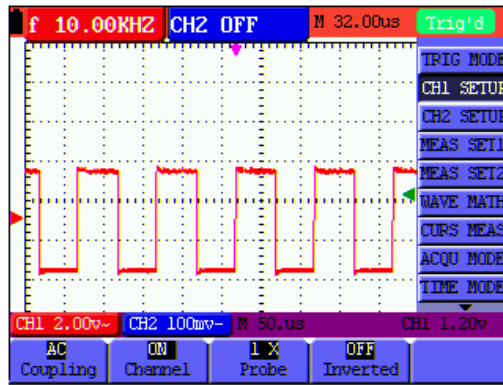 f 10.00KHZ CH2 OFF M 32.00us Trig'd
TRIG MODE
CH1 SETUP
CH2 SETUP
MEAS SET1
MEAS SET2
WAVE MATH
CURS MEAS
ACQU MODE
TIME MODE
CH1 2.00v~ CH2 100mv- M 50.us CH1 1.20v
AC ON 1 X OFF
Coupling Channel Probe Inverted